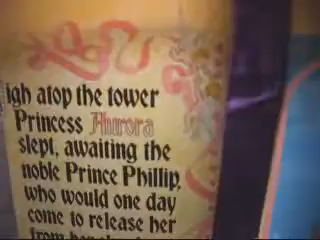 igh atop the tower
Princess Aurora
slept, awaiting the
noble Prince Phillip,
who would one day
come to release her
from